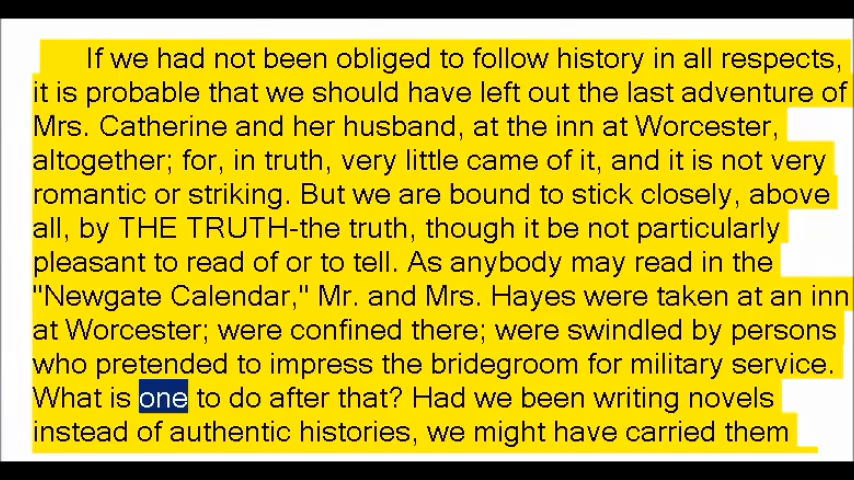 If we had not been obliged to follow history in all respects,
it is probable that we should have left out the last adventure of
Mrs. Catherine and her husband, at the inn at Worcester,
altogether; for, in truth, very little came of it, and it is not very
romantic or striking. But we are bound to stick closely, above
all, by THE TRUTH-the truth, though it be not particularly
pleasant to read of or to tell. As anybody may read in the
"Newgate Calendar," Mr. and Mrs. Hayes were taken at an inn
at Worcester; were confined there; were swindled by persons
who pretended to impress the bridegroom for military service.
What is one to do after that? Had we been writing novels
instead of authentic histories, we might have carried them